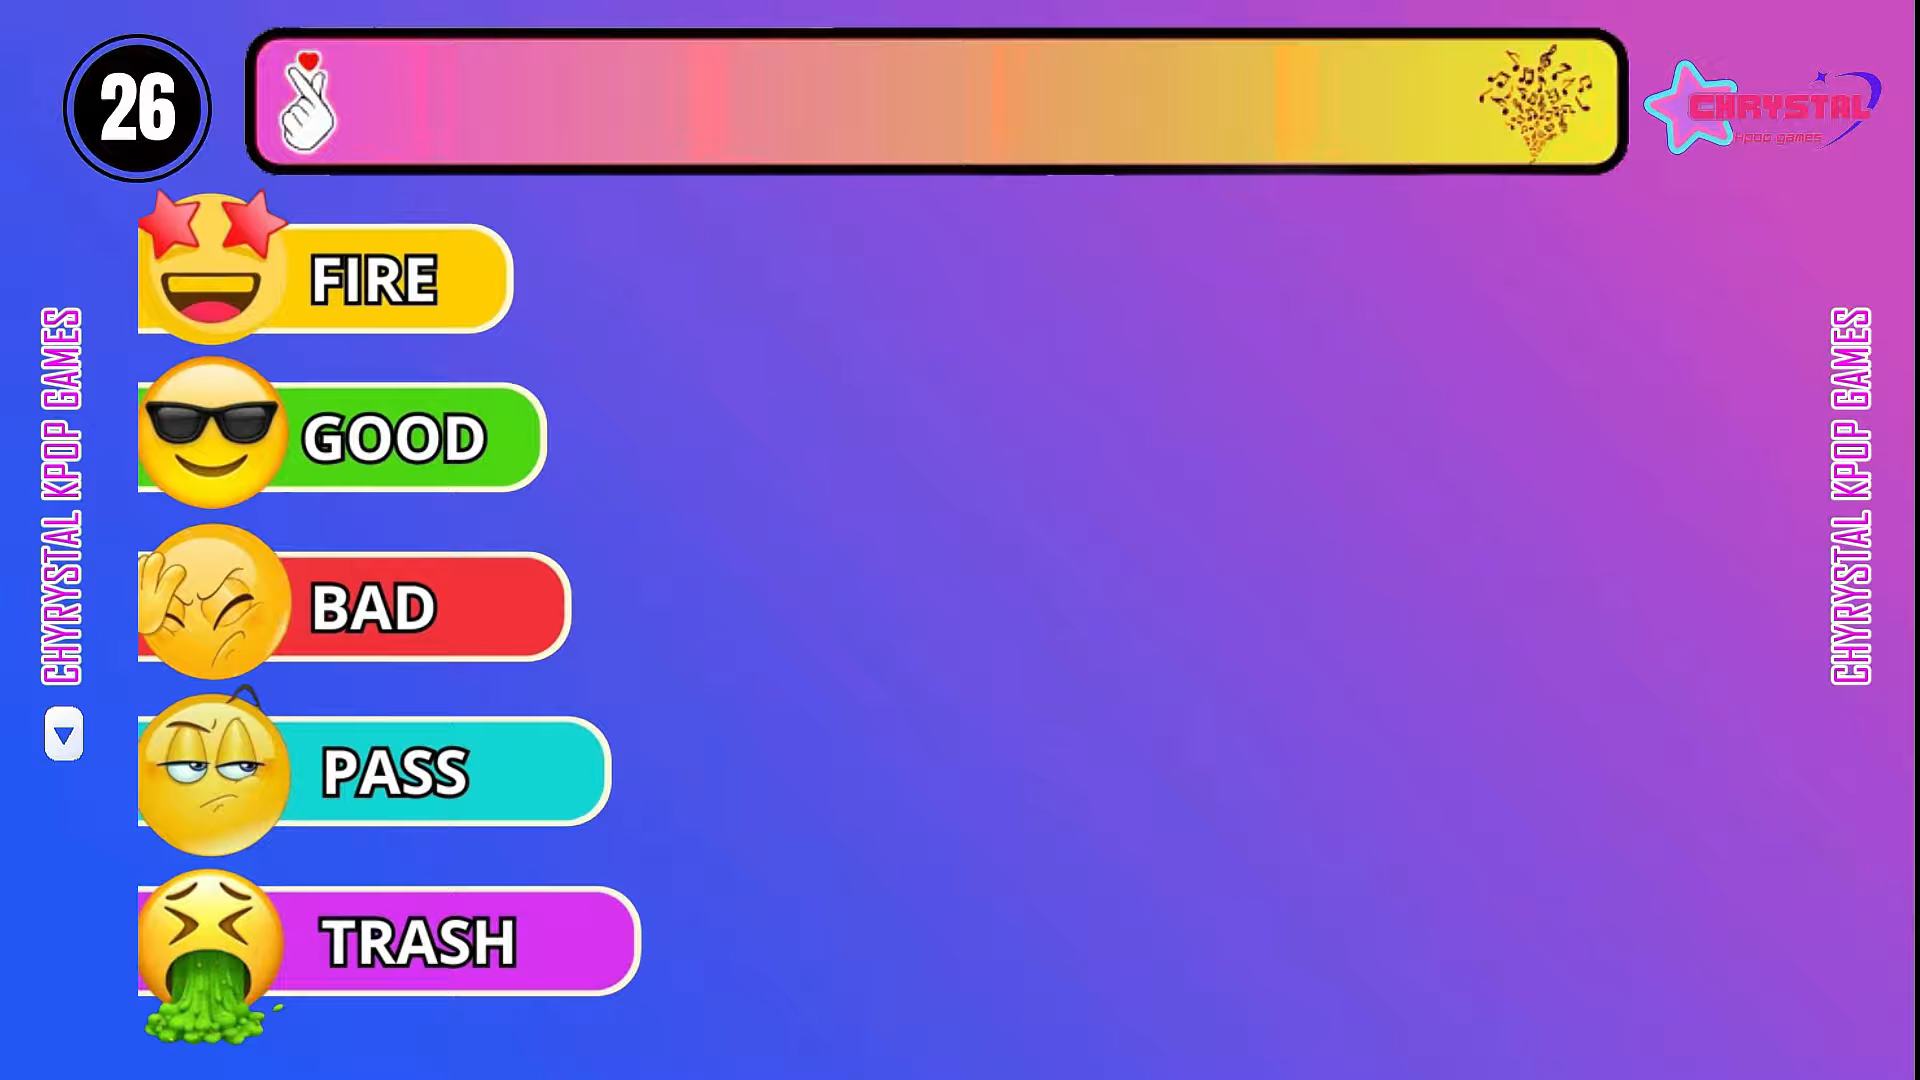 26
CHRYSTAL
kpop games
FIRE
GOOD
BAD
PASS
TRASH
CHYRYSTAL KPOP GAMES
CHYRYSTAL KPOP GAMES